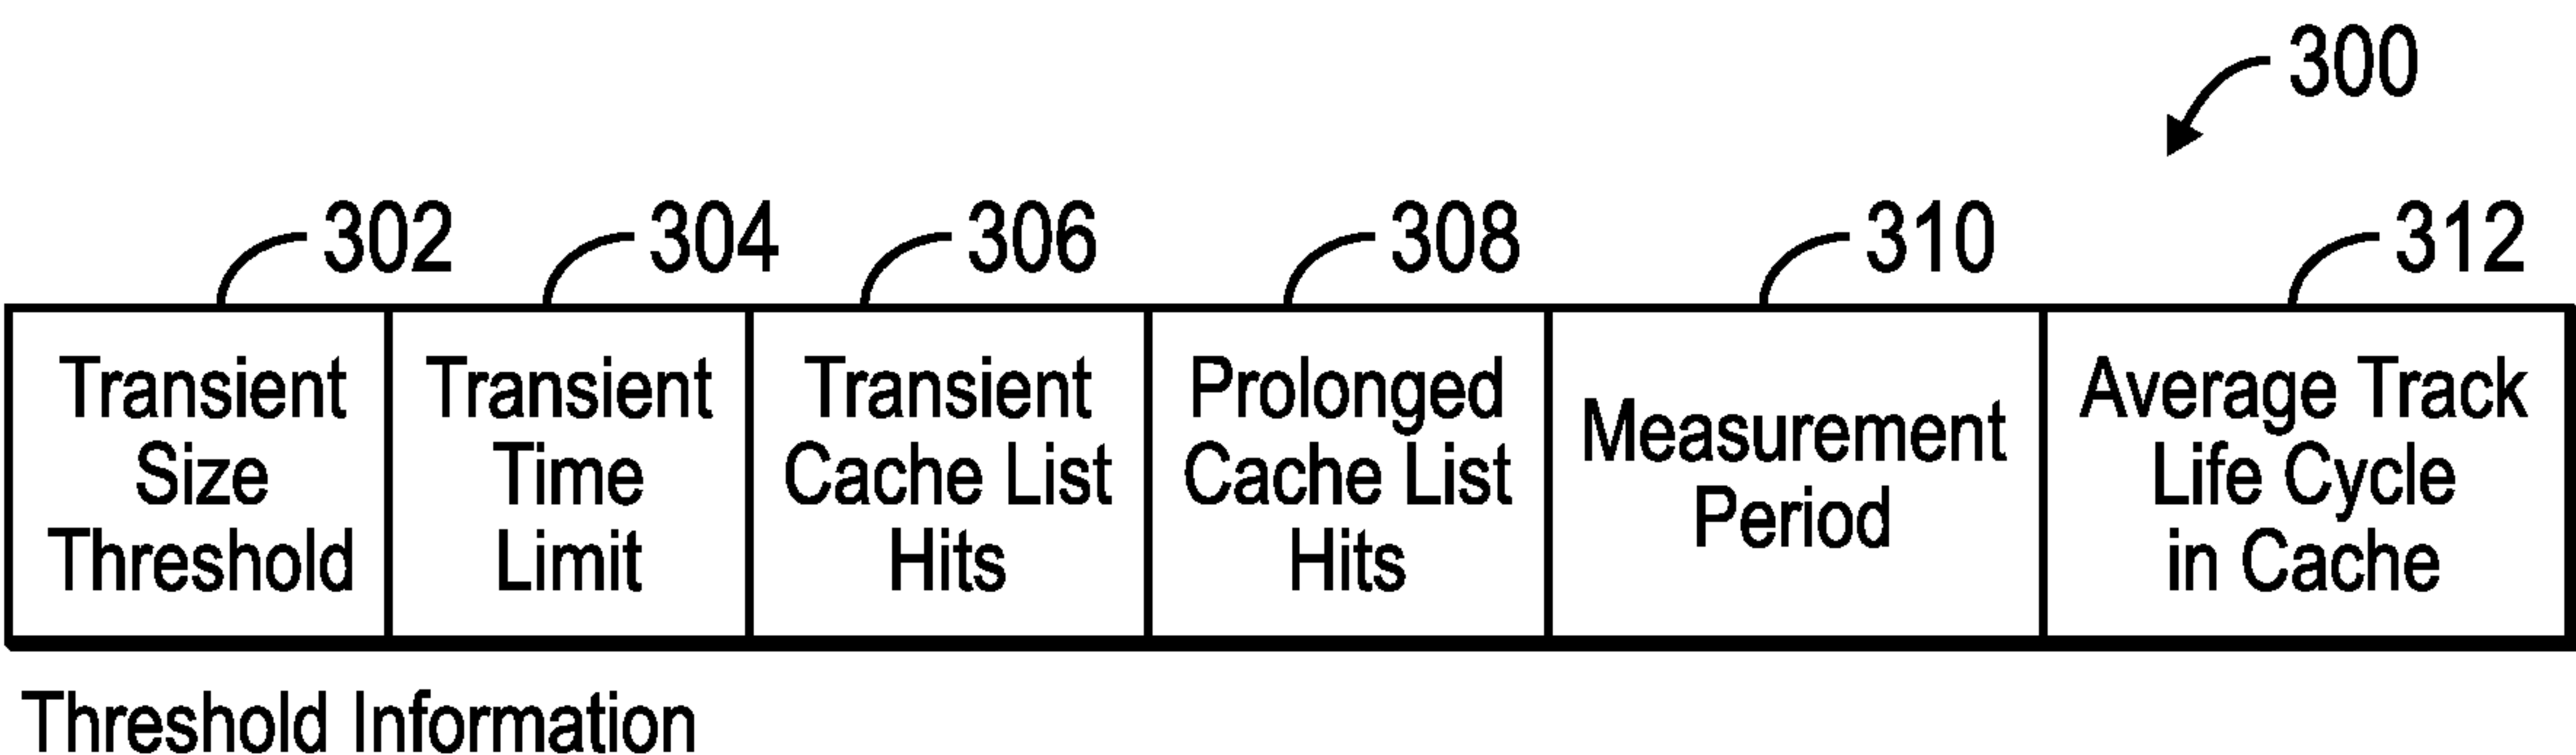 300
302
304
306
308
310
312
Transient
Size
Threshold
Transient
Time
Limit
Transient
Cache List
Hits
Prolonged
Cache List
Hits
Measurement
Period
Average Track
Life Cycle
in Cache
Threshold Information